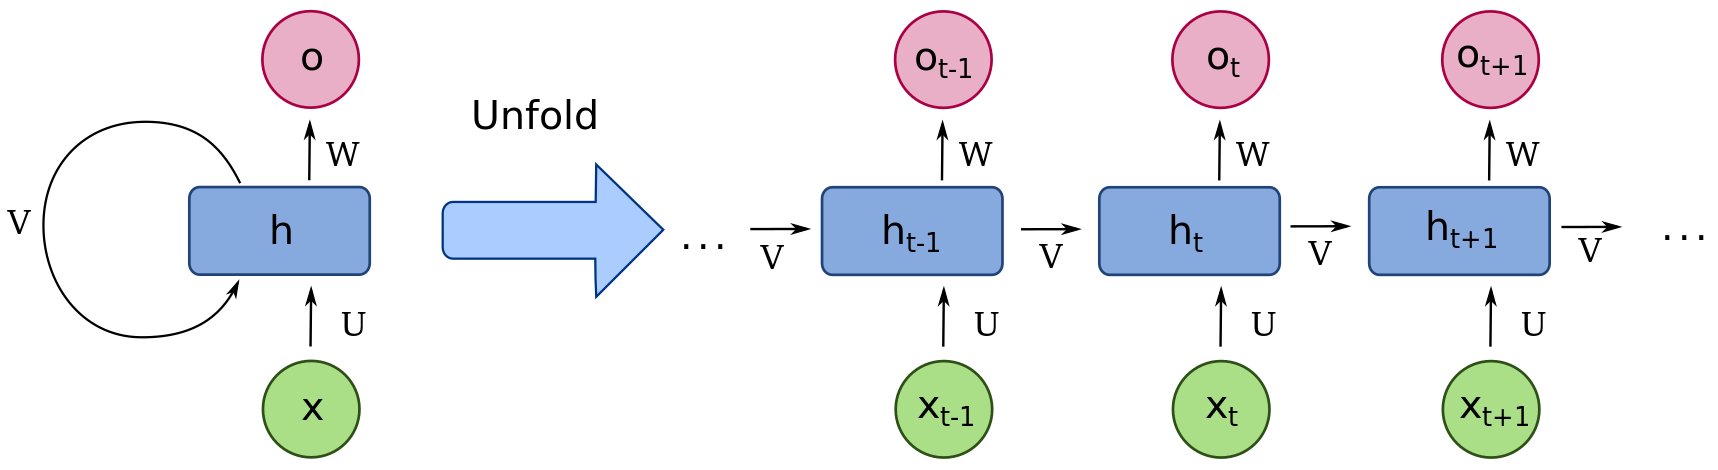 o
Unfold
V
W
h
U
x
o_{t-1}
o_t
o_{t+1}
W
W
W
...
V
h_{t-1}
V
h_t
V
h_{t+1}
V
...
U
U
U
x_{t-1}
x_t
x_{t+1}